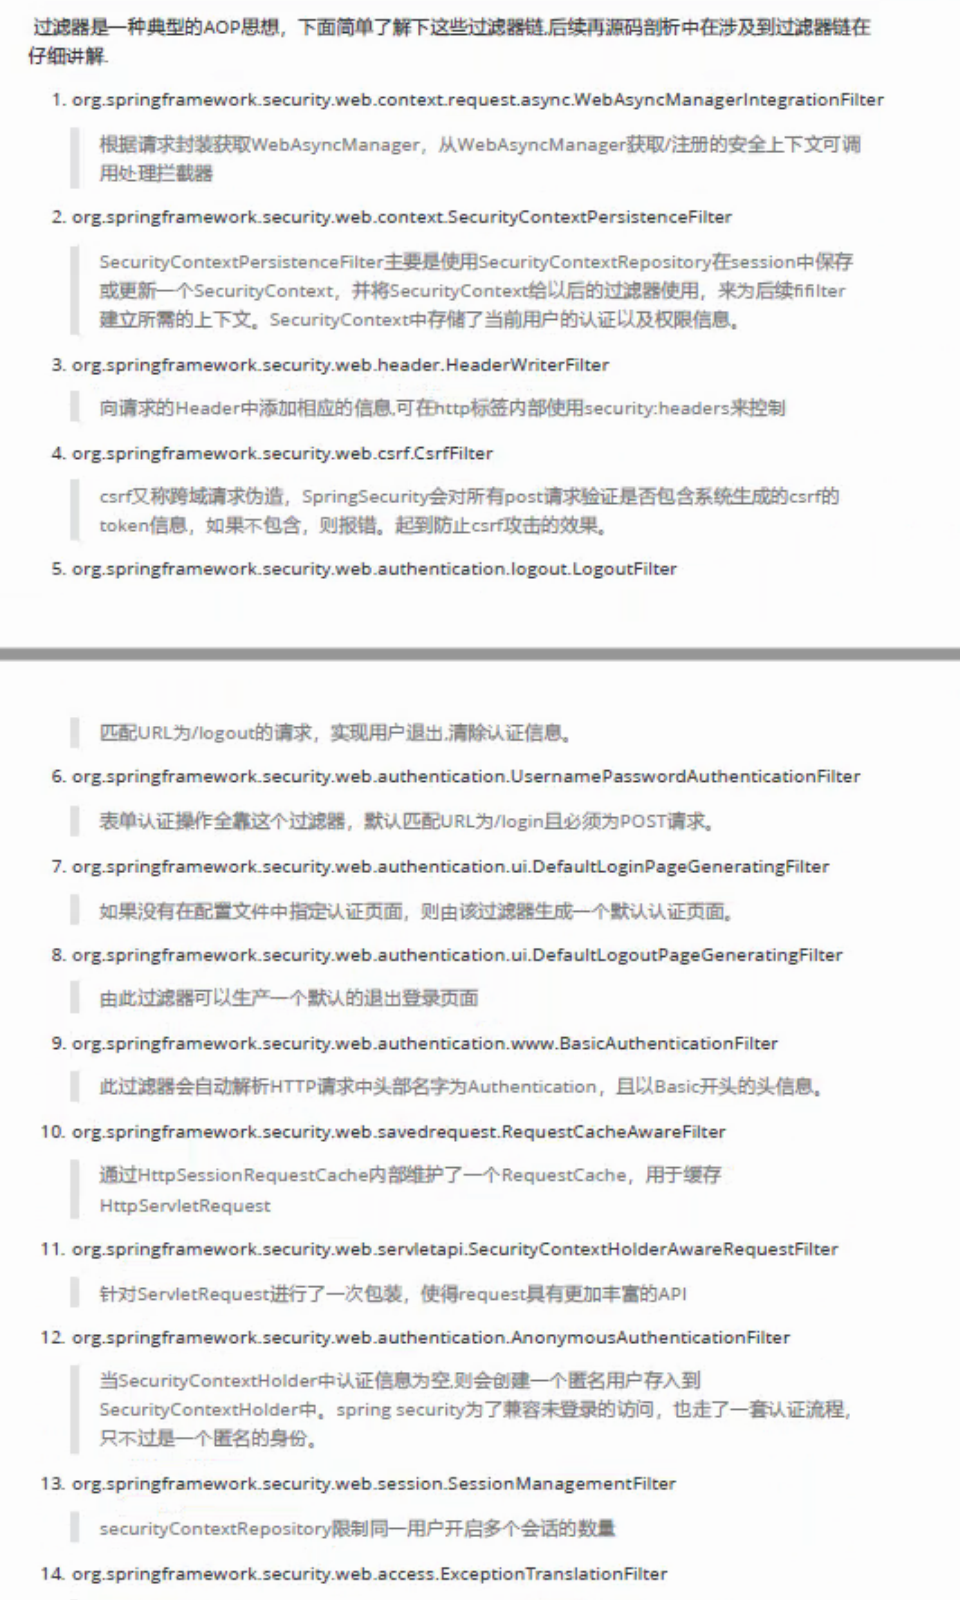 过滤器是一种典型的AOP思想，下面简单了解下这些过滤器链,后续再源码剖析中在涉及到过滤器链在
仔细讲解.
1. org.springframework.security.web.context.request.async.WebAsyncManagerIntegrationFilter
根据请求封装获取WebAsyncManager，从WebAsyncManager获取/注册的安全上下文可调
用处理拦截器
2. org.springframework.security.web.context.SecurityContextPersistenceFilter
SecurityContextPersistenceFilter主要是使用SecurityContextRepository在session中保存
或更新一个SecurityContext，并将SecurityContext给以后的过滤器使用，来为后续fifilter
建立所需的上下文。SecurityContext中存储了当前用户的认证以及权限信息。
3. org.springframework.security.web.header.HeaderWriterFilter
向请求的Header中添加相应的信息,可在http标签内部使用security:headers来控制
4. org.springframework.security.web.csrf.CsrfFilter
csrf又称跨域请求伪造，SpringSecurity会对所有post请求验证是否包含系统生成的csrf的
token信息，如果不包含，则报错。起到防止csrf攻击的效果。
5. org.springframework.security.web.authentication.logout.LogoutFilter
匹配URL为/logout的请求，实现用户退出,清除认证信息。
6. org.springframework.security.web.authentication.UsernamePasswordAuthenticationFilter
表单认证操作全靠这个过滤器，默认匹配URL为/login且必须为POST请求。
7. org.springframework.security.web.authentication.ui.DefaultLoginPageGeneratingFilter
如果没有在配置文件中指定认证页面，则由该过滤器生成一个默认认证页面。
8. org.springframework.security.web.authentication.ui.DefaultLogoutPageGeneratingFilter
由此过滤器可以生产一个默认的退出登录页面
9. org.springframework.security.web.authentication.www.BasicAuthenticationFilter
此过滤器会自动解析HTTP请求中头部名字为Authentication，且以Basic开头的头信息。
10. org.springframework.security.web.savedrequest.RequestCacheAwareFilter
通过HttpSessionRequestCache内部维护了一个RequestCache，用于缓存
HttpServletRequest
11. org.springframework.security.web.servletapi.SecurityContextHolderAwareRequestFilter
针对ServletRequest进行了一次包装，使得request具有更加丰富的API
12. org.springframework.security.web.authentication.AnonymousAuthenticationFilter
当SecurityContextHolder中认证信息为空,则会创建一个匿名用户存入到
SecurityContextHolder中。spring security为了兼容未登录的访问，也走了一套认证流程，
只不过是一个匿名的身份。
13. org.springframework.security.web.session.SessionManagementFilter
securityContextRepository限制同一用户开启多个会话的数量
14. org.springframework.security.web.access.ExceptionTranslationFilter